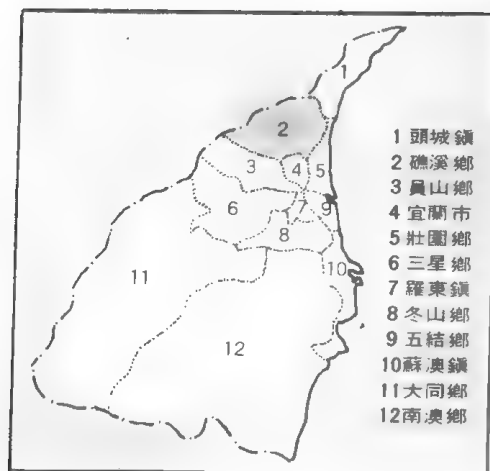 1
2
3
4
5
6
7
8
9
10
11
12
1 頭城鎮
2 礁溪鄉
3 員山鄉
4 宜蘭市
5 壯圍鄉
6 三星鄉
7 羅東鎮
8 冬山鄉
9 五結鄉
10 蘇澳鎮
11 大同鄉
12 南澳鄉